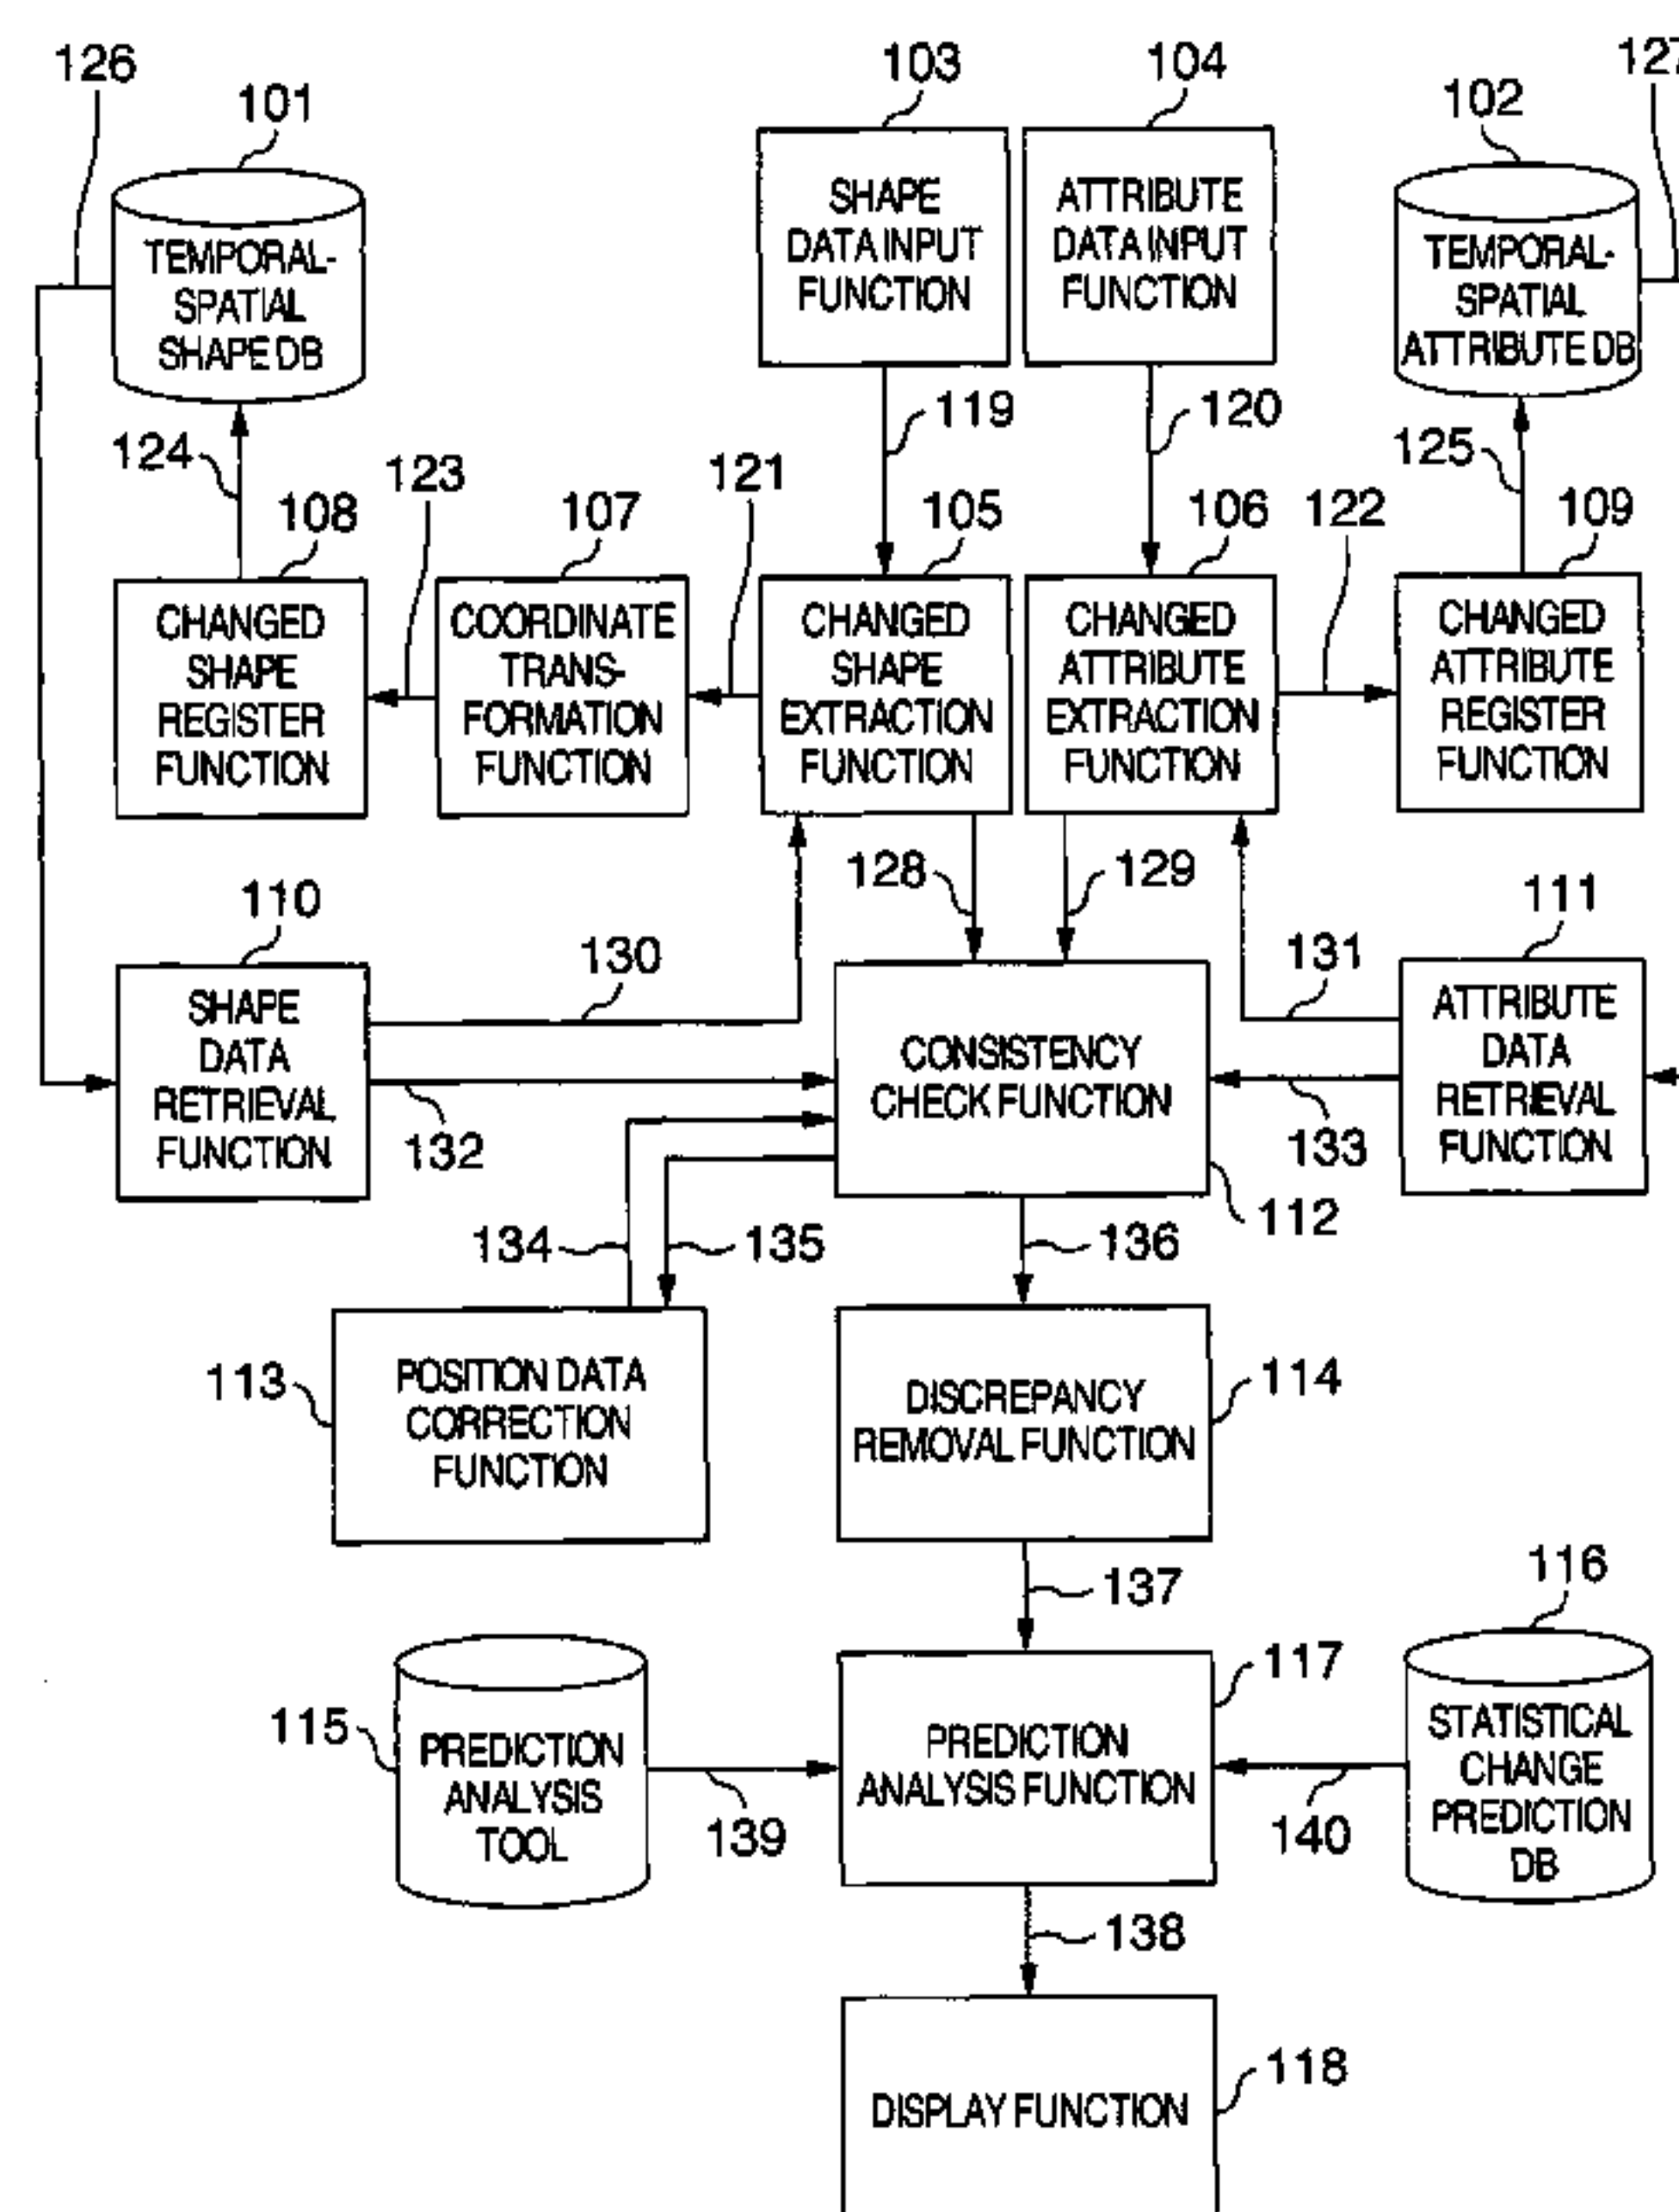 126
101
103
104
102
127
TEMPORAL-
SPATIAL
SHAPE DB
SHAPE
DATA INPUT
FUNCTION
ATTRIBUTE
DATA INPUT
FUNCTION
TEMPORAL-
SPATIAL
ATTRIBUTE DB
119
120
124
123
121
125
108
107
105
106
122
109
CHANGED
SHAPE
REGISTER
FUNCTION
COORDINATE
TRANS-
FORMATION
FUNCTION
CHANGED
SHAPE
EXTRACTION
FUNCTION
CHANGED
ATTRIBUTE
EXTRACTION
FUNCTION
CHANGED
ATTRIBUTE
REGISTER
FUNCTION
128
129
110
130
131
111
SHAPE
DATA
RETRIEVAL
FUNCTION
CONSISTENCY
CHECK FUNCTION
ATTRIBUTE
DATA
RETRIEVAL
FUNCTION
132
133
112
134
135
136
113
POSITION DATA
CORRECTION
FUNCTION
DISCREPANCY
REMOVAL FUNCTION
114
137
116
115
PREDICTION
ANALYSIS
TOOL
117
PREDICTION
ANALYSIS FUNCTION
STATISTICAL
CHANGE
PREDICTION
DB
139
140
138
118
DISPLAY FUNCTION